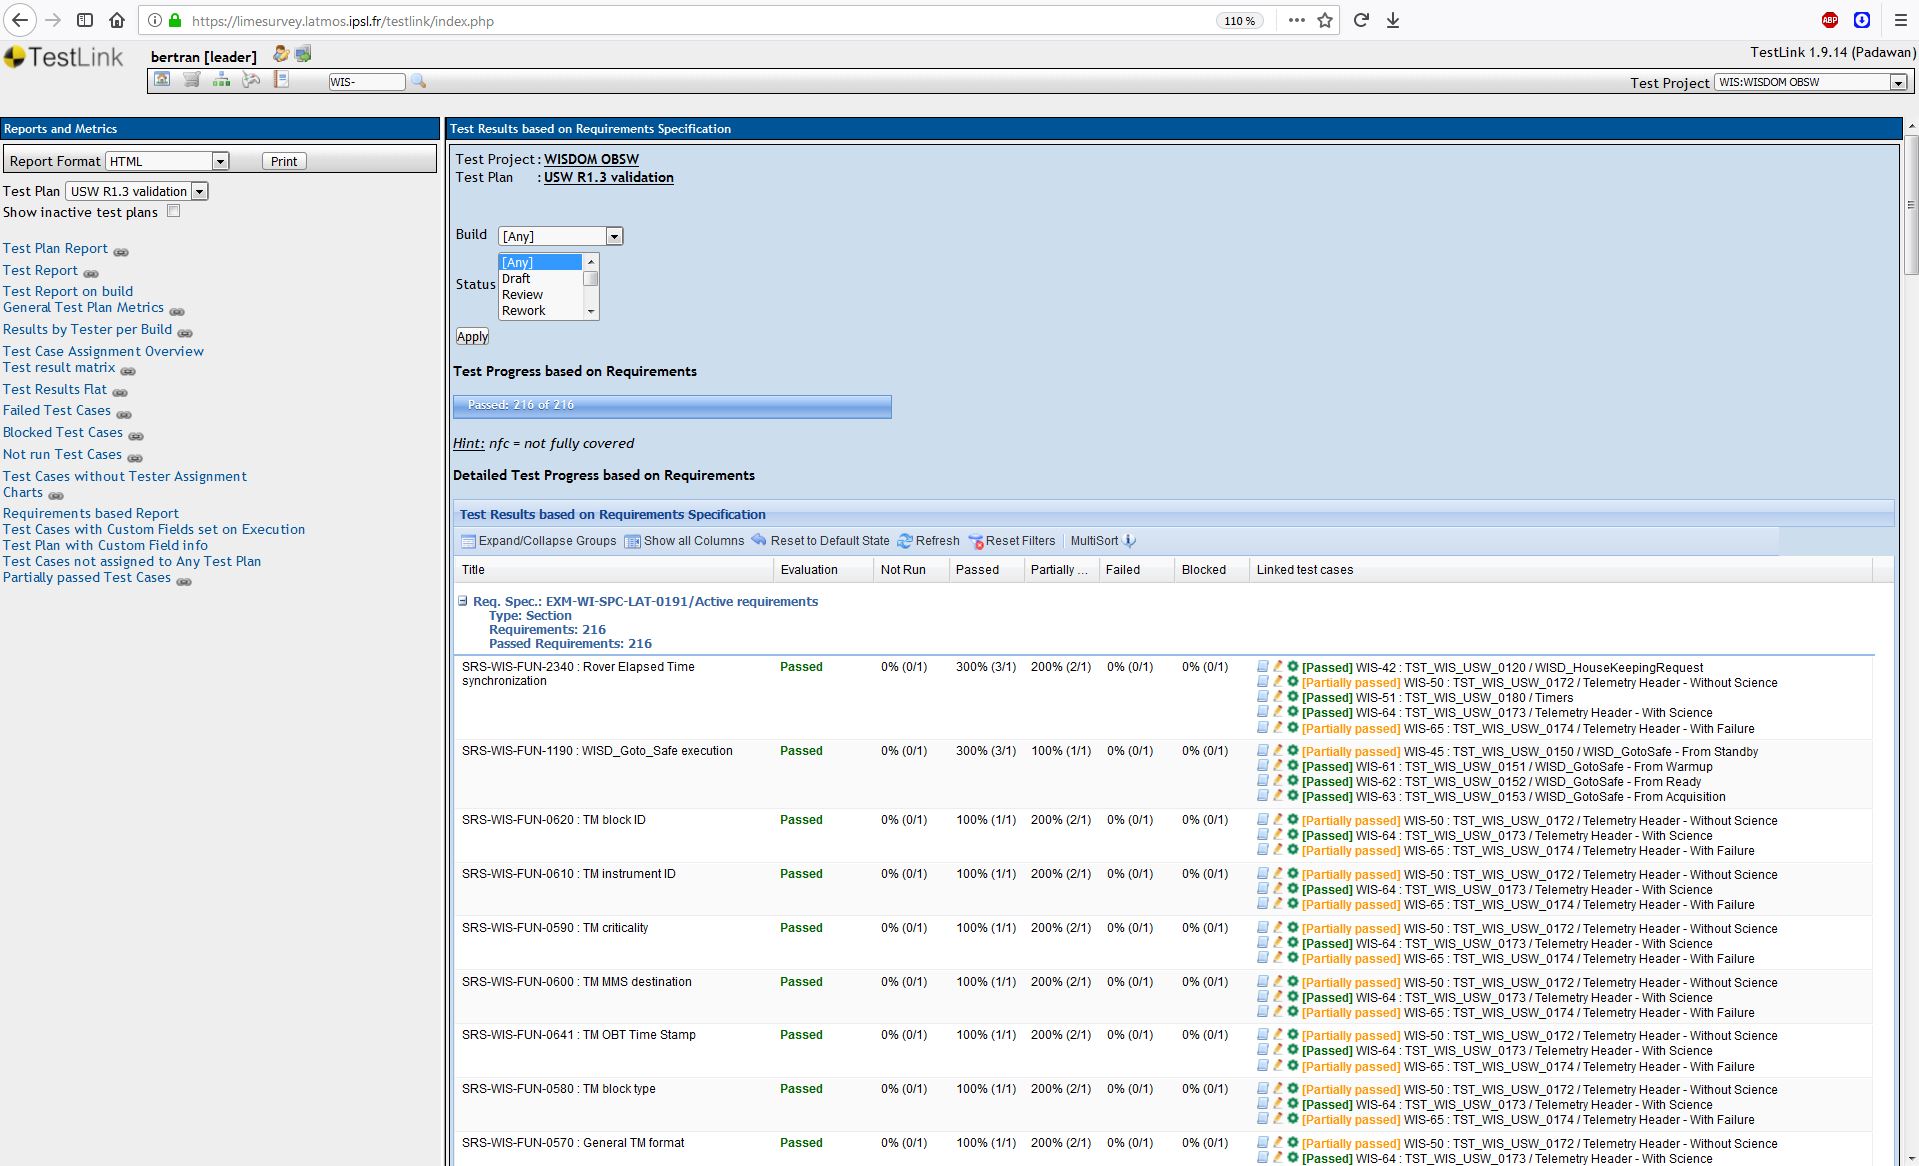 https://limesurvey.latmos.ipsl.fr/testlink/index.php
110 %
ABP
TestLink
bertran [leader]
TestLink 1.9.14 (Padawan)
WIS-
Test Project WIS:WISDOM OBSW
Reports and Metrics
Report Format HTML Print
Test Plan USW R1.3 validation
Show inactive test plans
Test Plan Report
Test Report
Test Report on build
General Test Plan Metrics
Results by Tester per Build
Test Case Assignment Overview
Test result matrix
Test Results Flat
Failed Test Cases
Blocked Test Cases
Not run Test Cases
Test Cases without Tester Assignment
Charts
Requirements based Report
Test Cases with Custom Fields set on Execution
Test Plan with Custom Field info
Test Cases not assigned to Any Test Plan
Partially passed Test Cases
Test Results based on Requirements Specification
Test Project : WISDOM OBSW
Test Plan : USW R1.3 validation
Build [Any]
Status
[Any]
Draft
Review
Rework
Apply
Test Progress based on Requirements
Passed: 216 of 216
Hint: nfc = not fully covered
Detailed Test Progress based on Requirements
Test Results based on Requirements Specification
Expand/Collapse Groups Show all Columns Reset to Default State Refresh Reset Filters MultiSort
Title Evaluation Not Run Passed Partially ... Failed Blocked Linked test cases
Req. Spec.: EXM-WI-SPC-LAT-0191/Active requirements
Type: Section
Requirements: 216
Passed Requirements: 216
SRS-WIS-FUN-2340 : Rover Elapsed Time synchronization Passed 0% (0/1) 300% (3/1) 200% (2/1) 0% (0/1) 0% (0/1)
[Passed] WIS-42 : TST_WIS_USW_0120 / WISD_HouseKeepingRequest
[Partially passed] WIS-50 : TST_WIS_USW_0172 / Telemetry Header - Without Science
[Passed] WIS-51 : TST_WIS_USW_0180 / Timers
[Passed] WIS-64 : TST_WIS_USW_0173 / Telemetry Header - With Science
[Partially passed] WIS-65 : TST_WIS_USW_0174 / Telemetry Header - With Failure
SRS-WIS-FUN-1190 : WISD_Goto_Safe execution Passed 0% (0/1) 300% (3/1) 100% (1/1) 0% (0/1) 0% (0/1)
[Partially passed] WIS-45 : TST_WIS_USW_0150 / WISD_GotoSafe - From Standby
[Passed] WIS-61 : TST_WIS_USW_0151 / WISD_GotoSafe - From Warmup
[Passed] WIS-62 : TST_WIS_USW_0152 / WISD_GotoSafe - From Ready
[Passed] WIS-63 : TST_WIS_USW_0153 / WISD_GotoSafe - From Acquisition
SRS-WIS-FUN-0620 : TM block ID Passed 0% (0/1) 100% (1/1) 200% (2/1) 0% (0/1) 0% (0/1)
[Partially passed] WIS-50 : TST_WIS_USW_0172 / Telemetry Header - Without Science
[Passed] WIS-64 : TST_WIS_USW_0173 / Telemetry Header - With Science
[Partially passed] WIS-65 : TST_WIS_USW_0174 / Telemetry Header - With Failure
SRS-WIS-FUN-0610 : TM instrument ID Passed 0% (0/1) 100% (1/1) 200% (2/1) 0% (0/1) 0% (0/1)
[Partially passed] WIS-50 : TST_WIS_USW_0172 / Telemetry Header - Without Science
[Passed] WIS-64 : TST_WIS_USW_0173 / Telemetry Header - With Science
[Partially passed] WIS-65 : TST_WIS_USW_0174 / Telemetry Header - With Failure
SRS-WIS-FUN-0590 : TM criticality Passed 0% (0/1) 100% (1/1) 200% (2/1) 0% (0/1) 0% (0/1)
[Partially passed] WIS-50 : TST_WIS_USW_0172 / Telemetry Header - Without Science
[Passed] WIS-64 : TST_WIS_USW_0173 / Telemetry Header - With Science
[Partially passed] WIS-65 : TST_WIS_USW_0174 / Telemetry Header - With Failure
SRS-WIS-FUN-0600 : TM MMS destination Passed 0% (0/1) 100% (1/1) 200% (2/1) 0% (0/1) 0% (0/1)
[Partially passed] WIS-50 : TST_WIS_USW_0172 / Telemetry Header - Without Science
[Passed] WIS-64 : TST_WIS_USW_0173 / Telemetry Header - With Science
[Partially passed] WIS-65 : TST_WIS_USW_0174 / Telemetry Header - With Failure
SRS-WIS-FUN-0641 : TM OBT Time Stamp Passed 0% (0/1) 100% (1/1) 200% (2/1) 0% (0/1) 0% (0/1)
[Partially passed] WIS-50 : TST_WIS_USW_0172 / Telemetry Header - Without Science
[Passed] WIS-64 : TST_WIS_USW_0173 / Telemetry Header - With Science
[Partially passed] WIS-65 : TST_WIS_USW_0174 / Telemetry Header - With Failure
SRS-WIS-FUN-0580 : TM block type Passed 0% (0/1) 100% (1/1) 200% (2/1) 0% (0/1) 0% (0/1)
[Partially passed] WIS-50 : TST_WIS_USW_0172 / Telemetry Header - Without Science
[Passed] WIS-64 : TST_WIS_USW_0173 / Telemetry Header - With Science
[Partially passed] WIS-65 : TST_WIS_USW_0174 / Telemetry Header - With Failure
SRS-WIS-FUN-0570 : General TM format Passed 0% (0/1) 100% (1/1) 200% (2/1) 0% (0/1) 0% (0/1)
[Partially passed] WIS-50 : TST_WIS_USW_0172 / Telemetry Header - Without Science
[Passed] WIS-64 : TST_WIS_USW_0173 / Telemetry Header - With Science